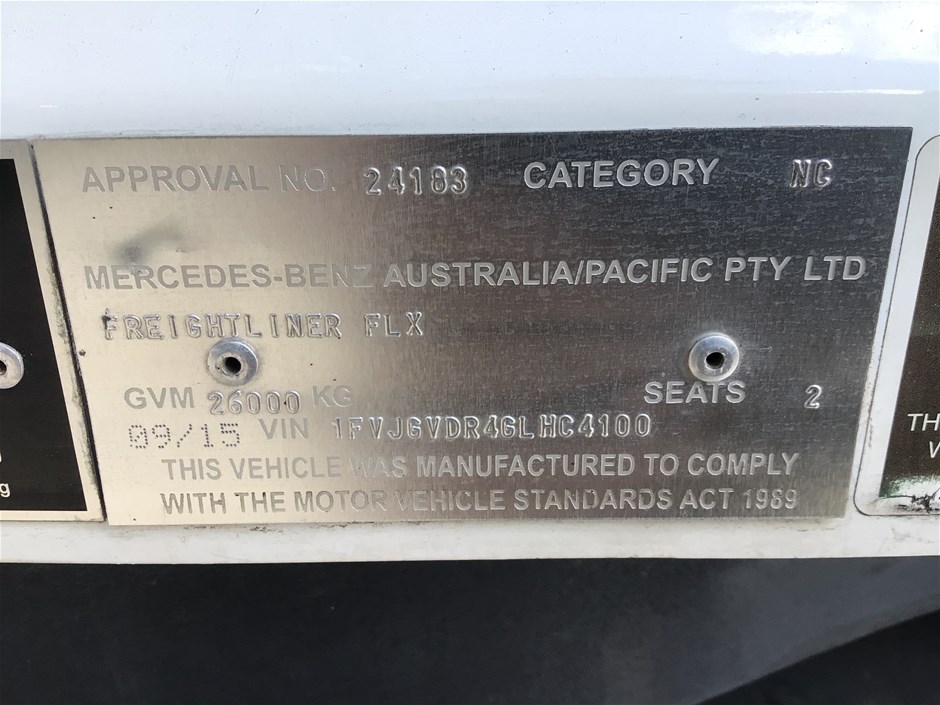 APPROVAL NO. 24183 CATEGORY NC
MERCEDES-BENZ AUSTRALIA/PACIFIC PTY LTD
FREIGHTLINER FLX
GVM 26000 KG SEATS 2
09/15 VIN 1FVJGVDR4GLHC4100
THIS VEHICLE WAS MANUFACTURED TO COMPLY
WITH THE MOTOR VEHICLE STANDARDS ACT 1989
g
TH